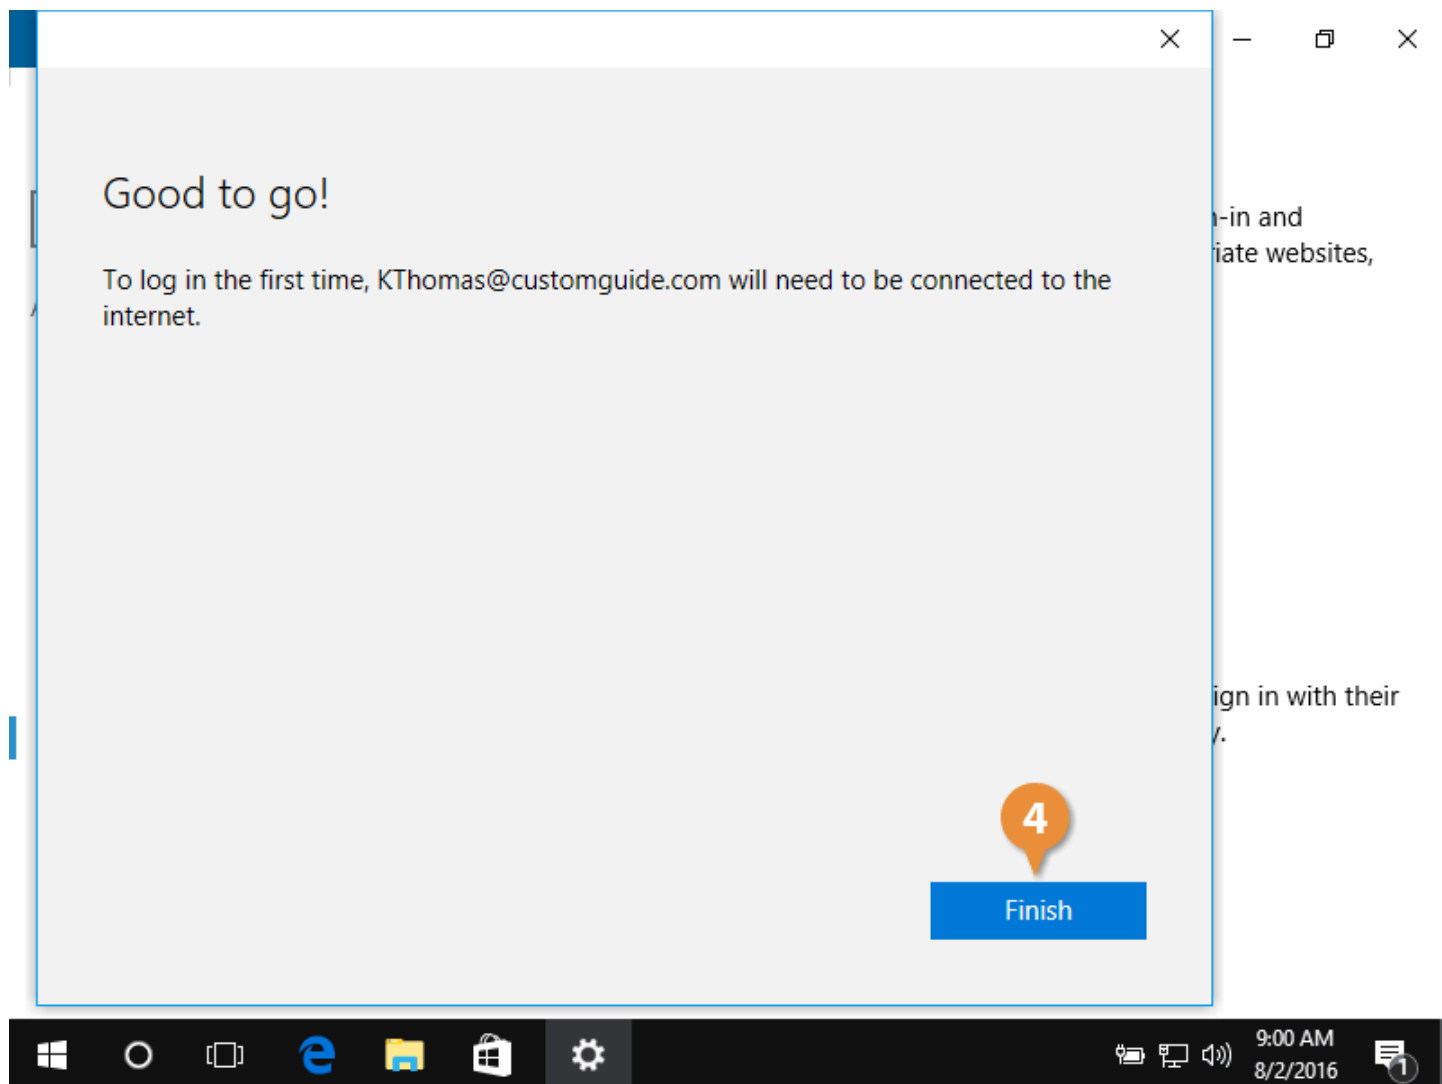 Good to go!
To log in the first time, KThomas@customguide.com will need to be connected to the
internet.
-in and
iate websites,
ign in with their
y.
4
Finish
9:00 AM
8/2/2016
1